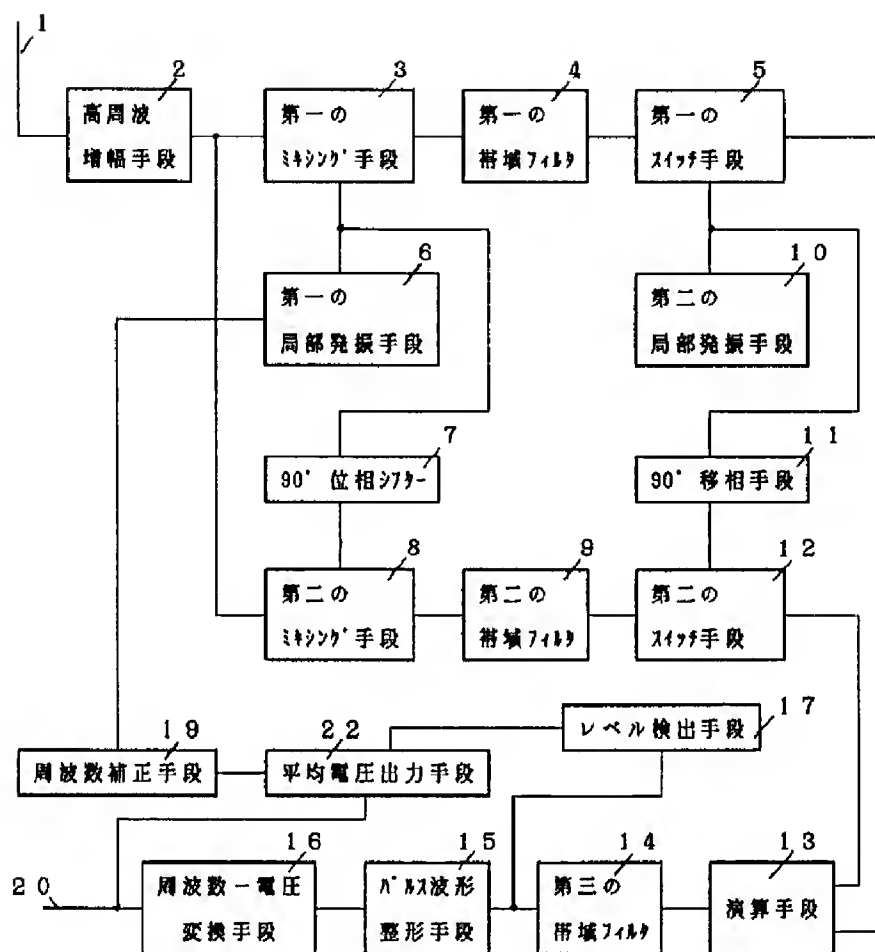 1
2
3
4
5
高周波
増幅手段
第一の
ミキシング゛手段
第一の
帯域フィルタ
第一の
スイッチ手段
6
10
第一の
局部発振手段
第二の
局部発振手段
7
11
90°位相シフター
90°移相手段
8
9
12
第二の
ミキシング゛手段
第二の
帯域フィルタ
第二の
スイッチ手段
17
レベル検出手段
19
22
周波数補正手段
平均電圧出力手段
16
15
14
13
20
周波数−電圧
変換手段
パルス波形
整形手段
第三の
帯域フィルタ
演算手段